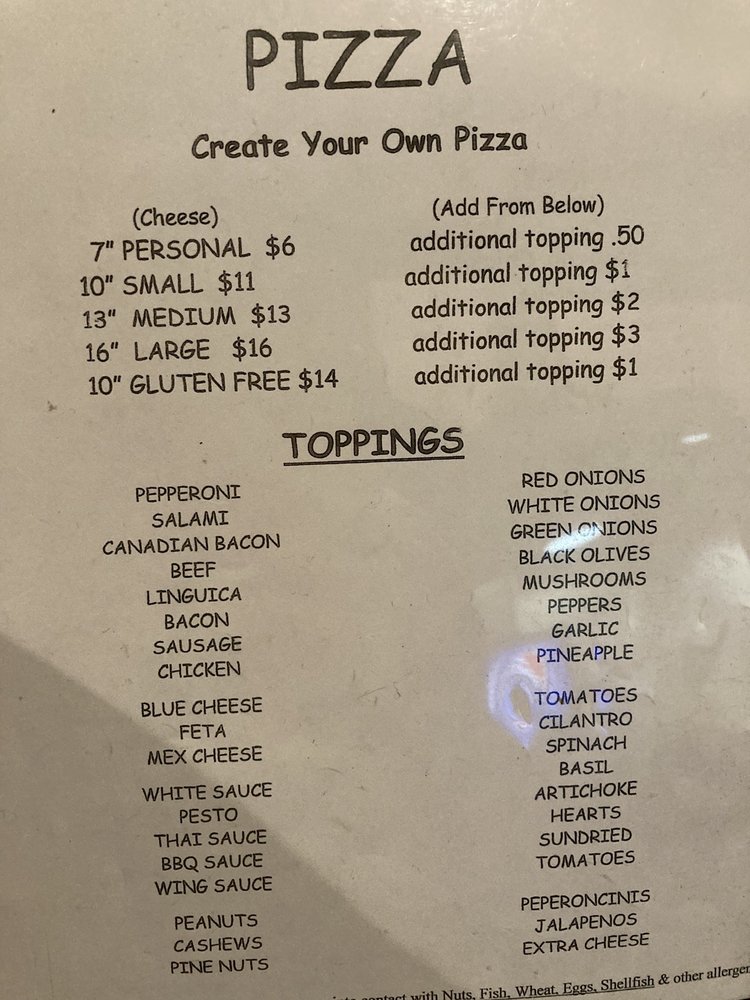 PIZZA
Create Your Own Pizza
(Cheese)
7" PERSONAL $6
10" SMALL $11
13" MEDIUM $13
16" LARGE $16
10" GLUTEN FREE $14
(Add From Below)
additional topping .50
additional topping $1
additional topping $2
additional topping $3
additional topping $1
TOPPINGS
PEPPERONI
SALAMI
CANADIAN BACON
BEEF
LINGUICA
BACON
SAUSAGE
CHICKEN
BLUE CHEESE
FETA
MEX CHEESE
WHITE SAUCE
PESTO
THAI SAUCE
BBQ SAUCE
WING SAUCE
PEANUTS
CASHEWS
PINE NUTS
RED ONIONS
WHITE ONIONS
GREEN ONIONS
BLACK OLIVES
MUSHROOMS
PEPPERS
GARLIC
PINEAPPLE
TOMATOES
CILANTRO
SPINACH
BASIL
ARTICHOKE
HEARTS
SUNDRIED
TOMATOES
PEPERONCINIS
JALAPENOS
EXTRA CHEESE
contact with Nuts, Fish, Wheat, Eggs, Shellfish & other allergen